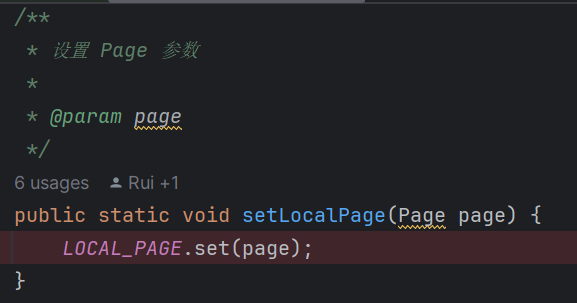 /**
 * 设置 Page 参数
 *
 * @param page
 */
6 usages Rui +1
public static void setLocalPage(Page page) {
    LOCAL_PAGE.set(page);
}